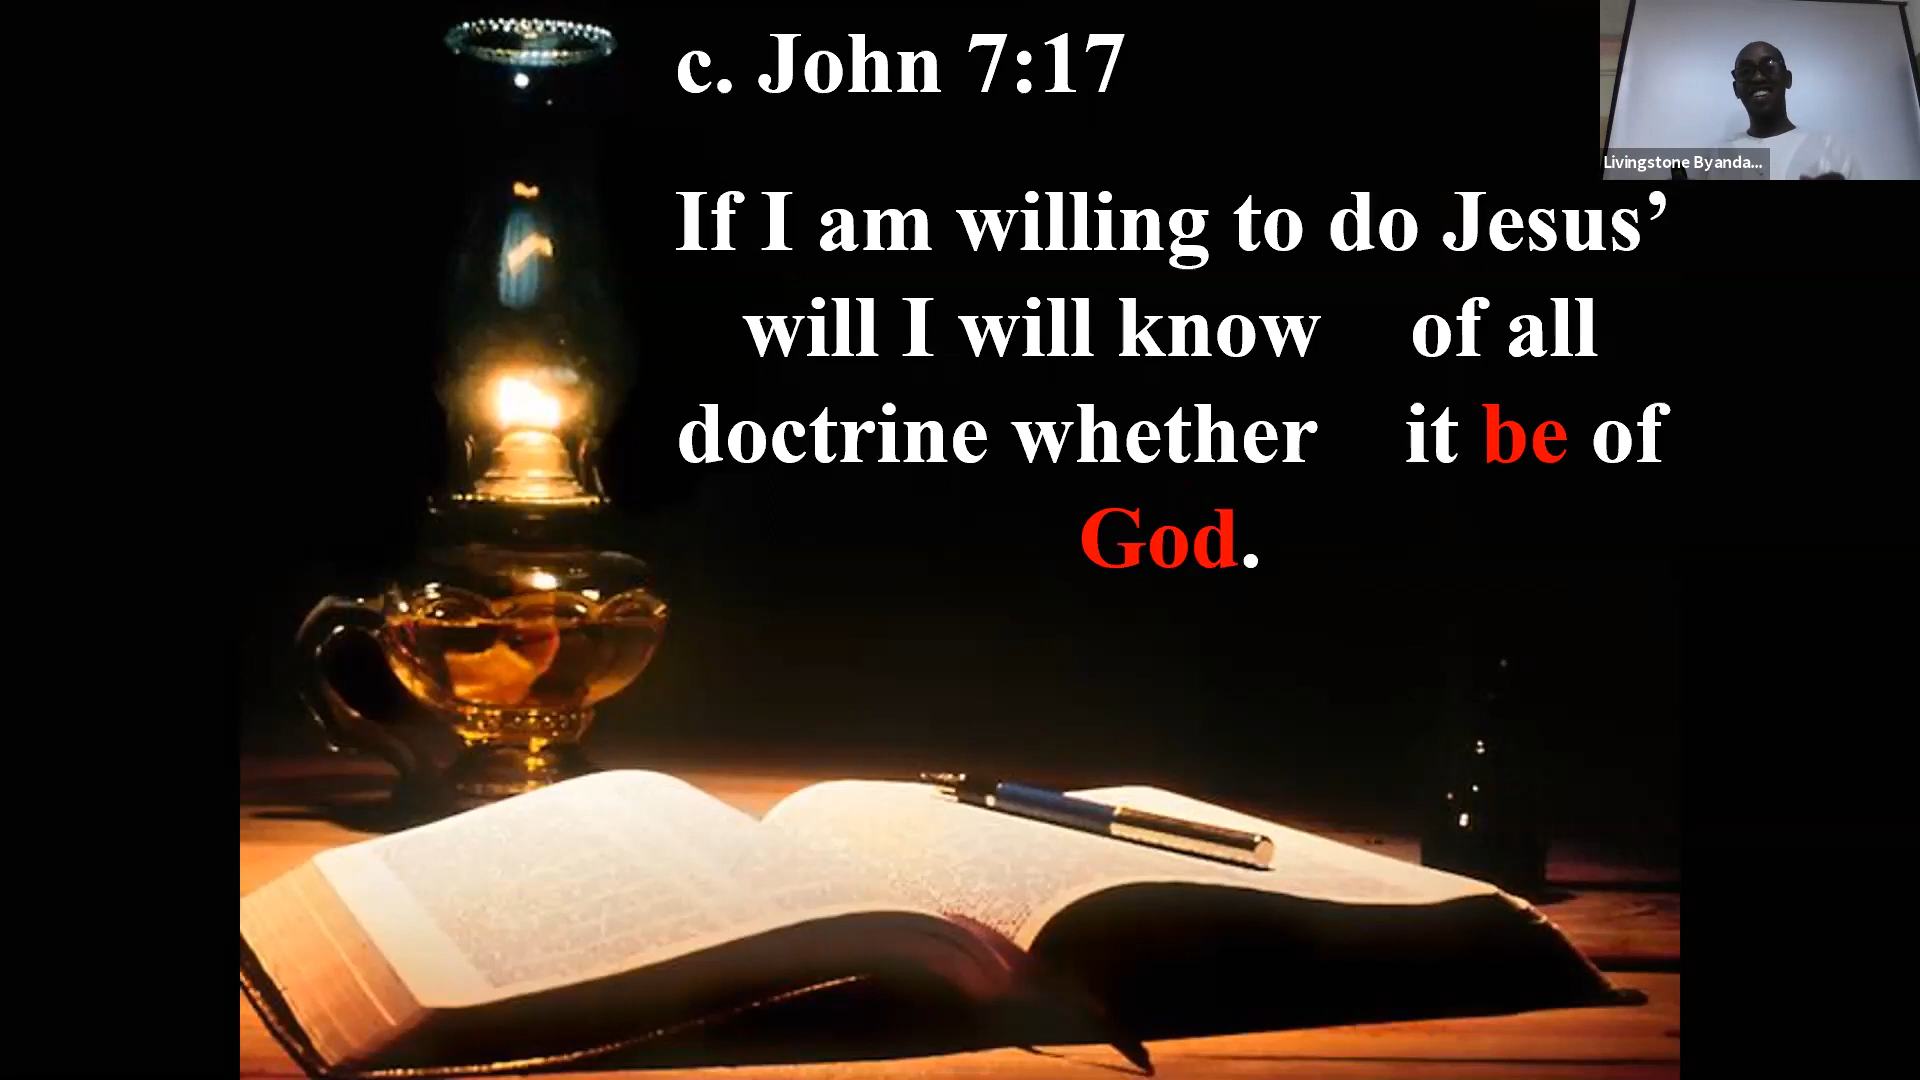 c. John 7:17
Livingstone Byanda...
If I am willing to do Jesus’
will I will know of all
doctrine whether it be of
God.